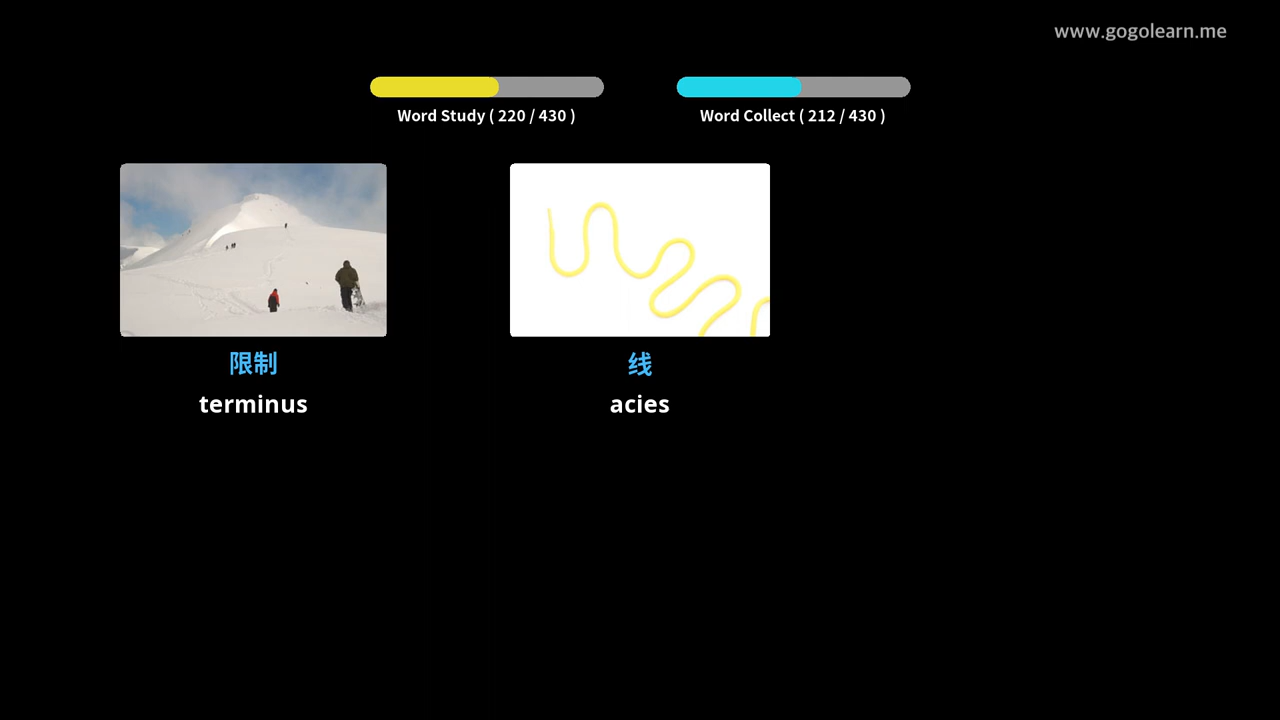 www.gogolearn.me
Word Study ( 220 / 430 )
Word Collect ( 212 / 430 )
限制
terminus
线
acies